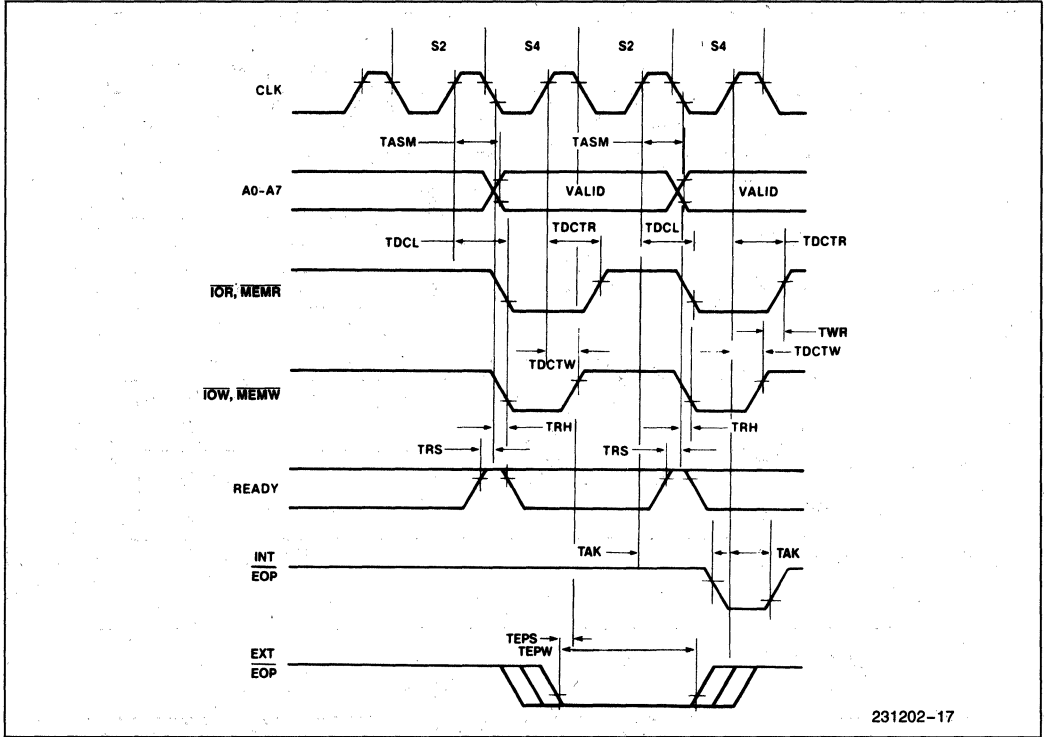 S2 S4 S2 S4
CLK
TASM TASM
A0-A7 VALID VALID
TDCL TDCTR TDCL TDCTR
IOR, MEMR
TWR
TDCTW TDCTW
IOW, MEMW
TRH TRH
TRS TRS
READY
TAK TAK
INT
EOP
TEPS
TEPW
EXT
EOP
231202-17